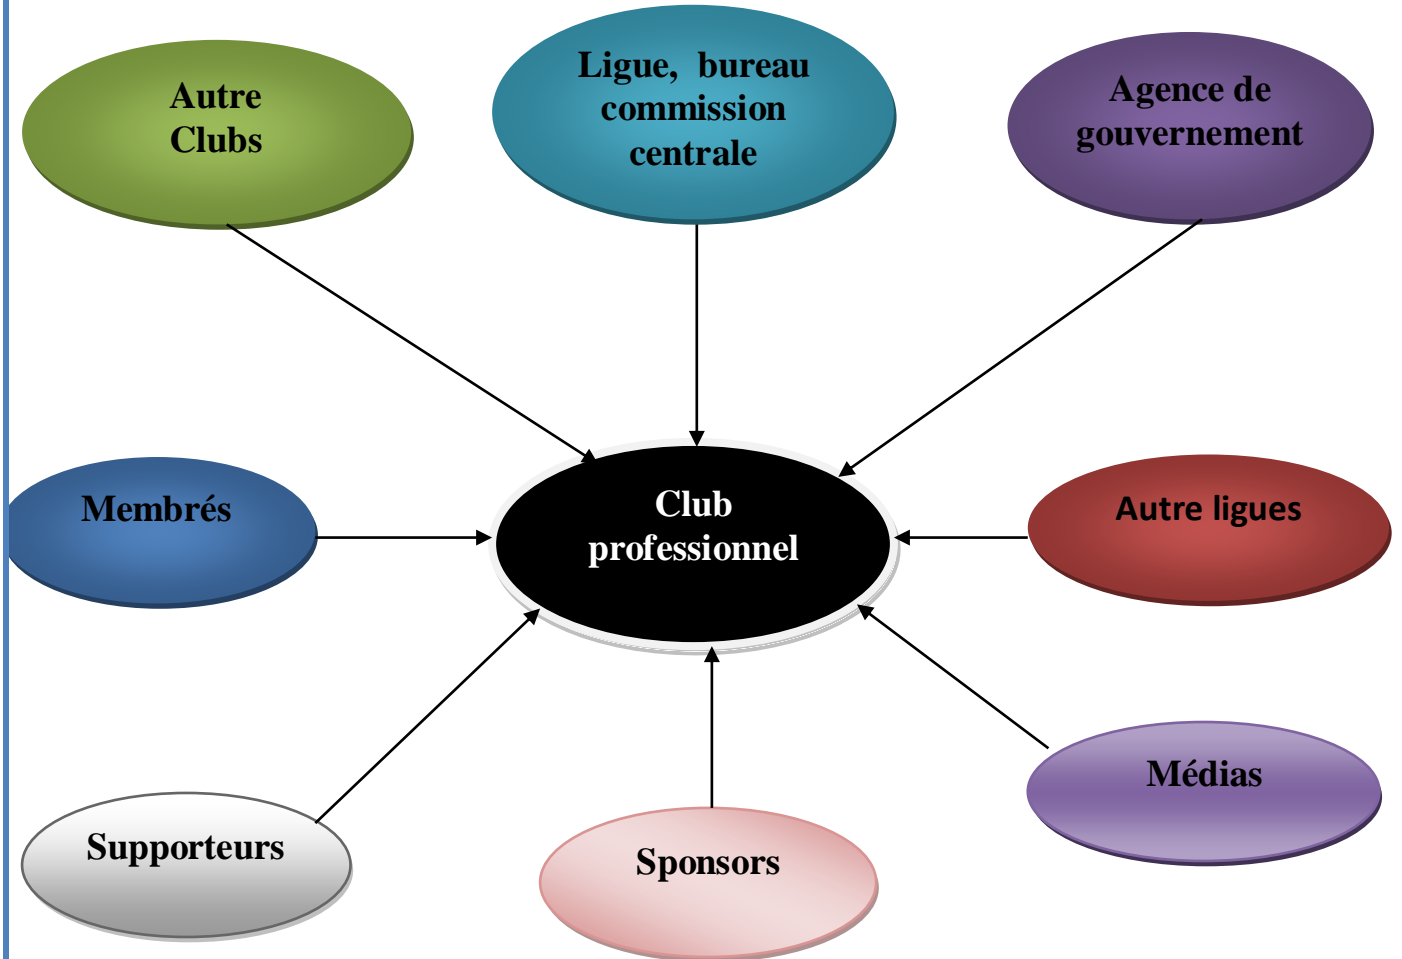 Autre
Clubs
Ligue, bureau
commission
centrale
Agence de
gouvernement
Membrés
Club
professionnel
Autre ligues
Médias
Supporteurs
Sponsors